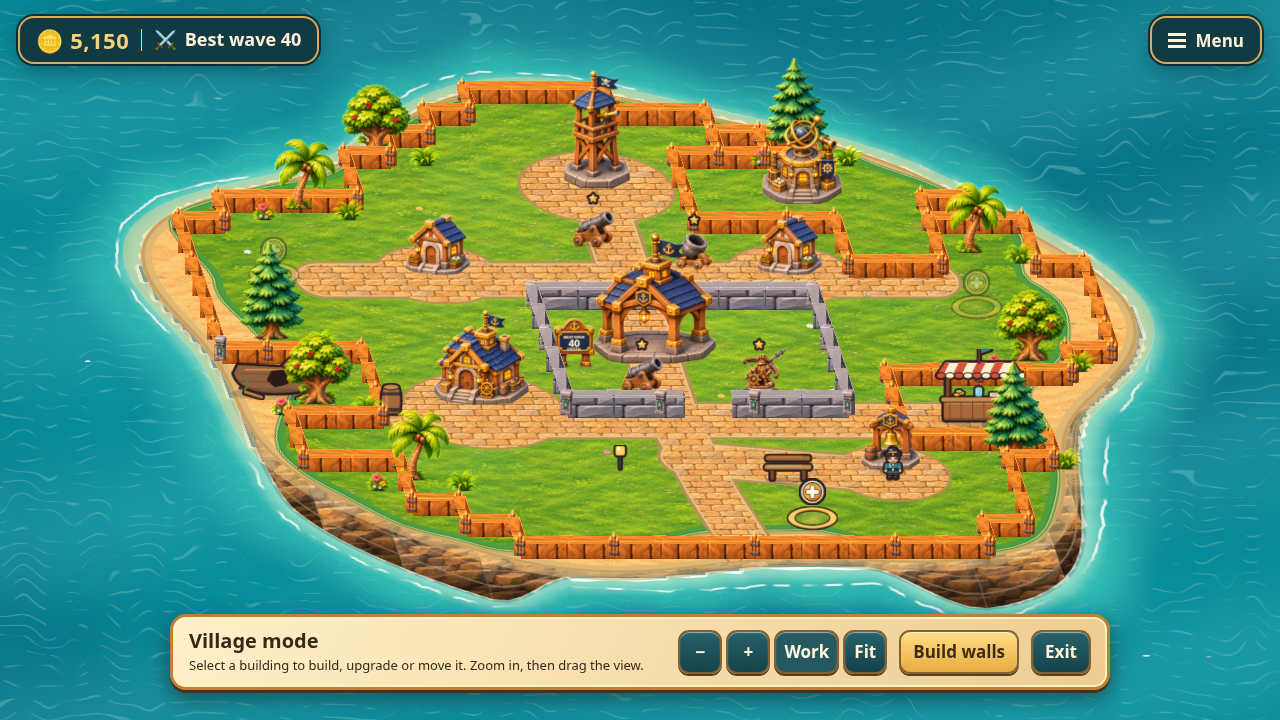 5,150
Best wave 40
Menu
40
Village mode
Select a building to build, upgrade or move it. Zoom in, then drag the view.
−
+
Work
Fit
Build walls
Exit